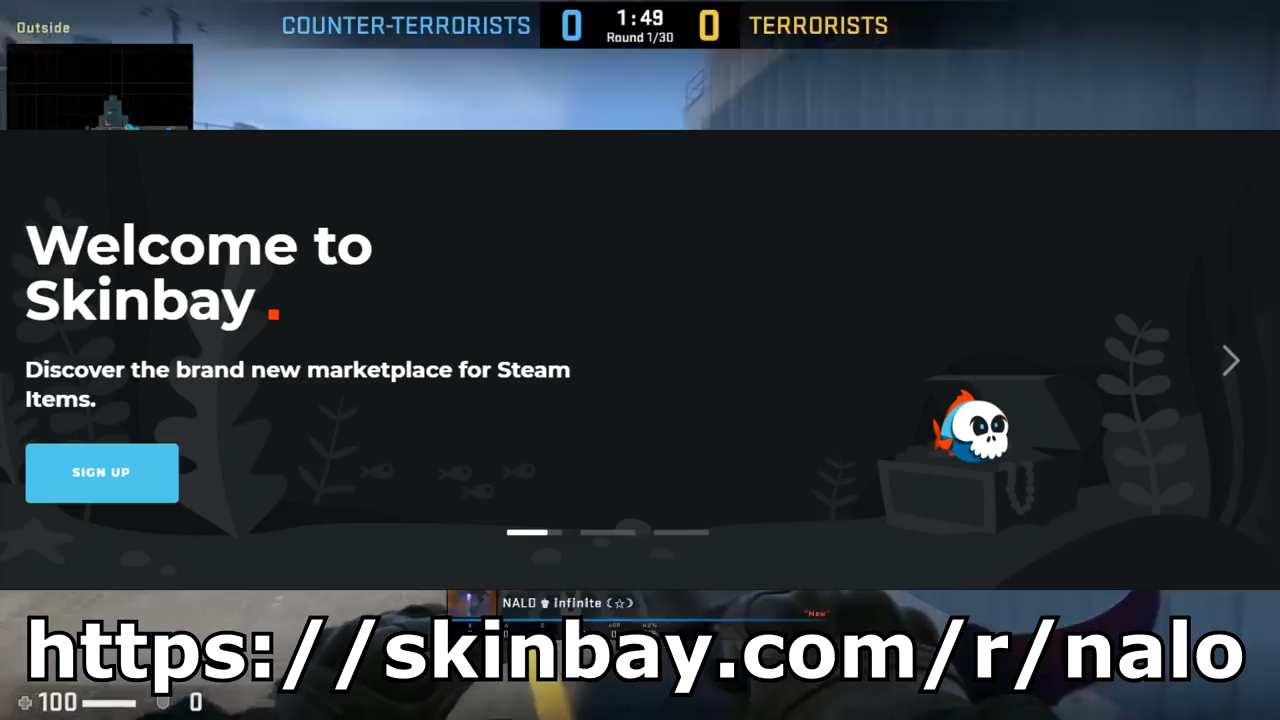 Outside
COUNTER-TERRORISTS 0 1:49 0 TERRORISTS
Round 1/30
Welcome to
Skinbay.
Discover the brand new marketplace for Steam
Items.
SIGN UP
NALO infinite
"Mew"
https://skinbay.com/r/nalo
100 0